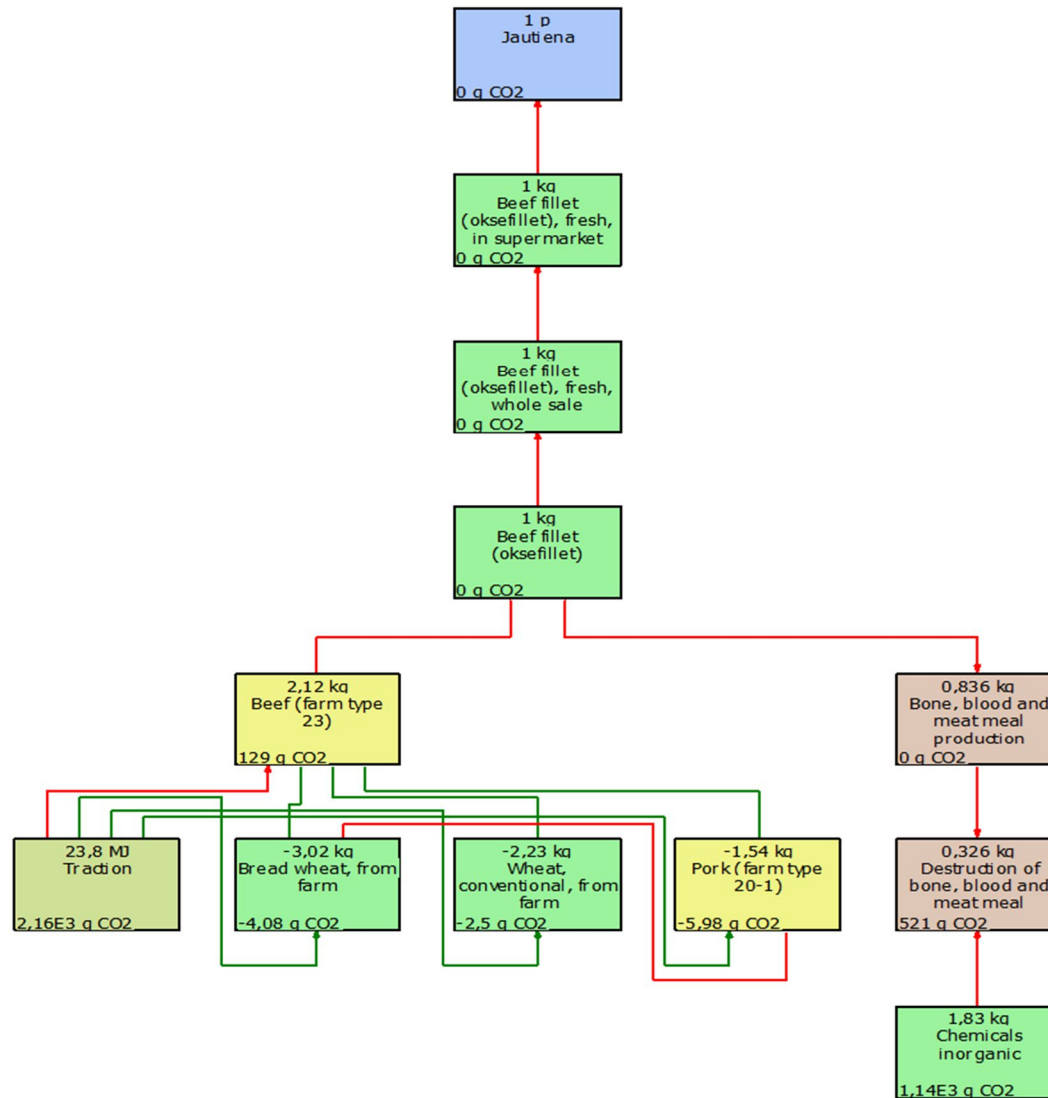 1 p
Jautiena
0 g CO2
1 kg
Beef fillet
(oksefillet), fresh,
in supermarket
0 g CO2
1 kg
Beef fillet
(oksefillet), fresh,
whole sale
0 g CO2
1 kg
Beef fillet
(oksefillet)
0 g CO2
2,12 kg
Beef (farm type
23)
129 g CO2
0,836 kg
Bone, blood and
meat meal
production
0 g CO2
23,8 MJ
Traction
2,16E3 g CO2
-3,02 kg
Bread wheat, from
farm
-4,08 g CO2
-2,23 kg
Wheat,
conventional, from
farm
-2,5 g CO2
-1,54 kg
Pork (farm type
20-1)
-5,98 g CO2
0,326 kg
Destruction of
bone, blood and
meat meal
521 g CO2
1,83 kg
Chemicals
inorganic
1,14E3 g CO2